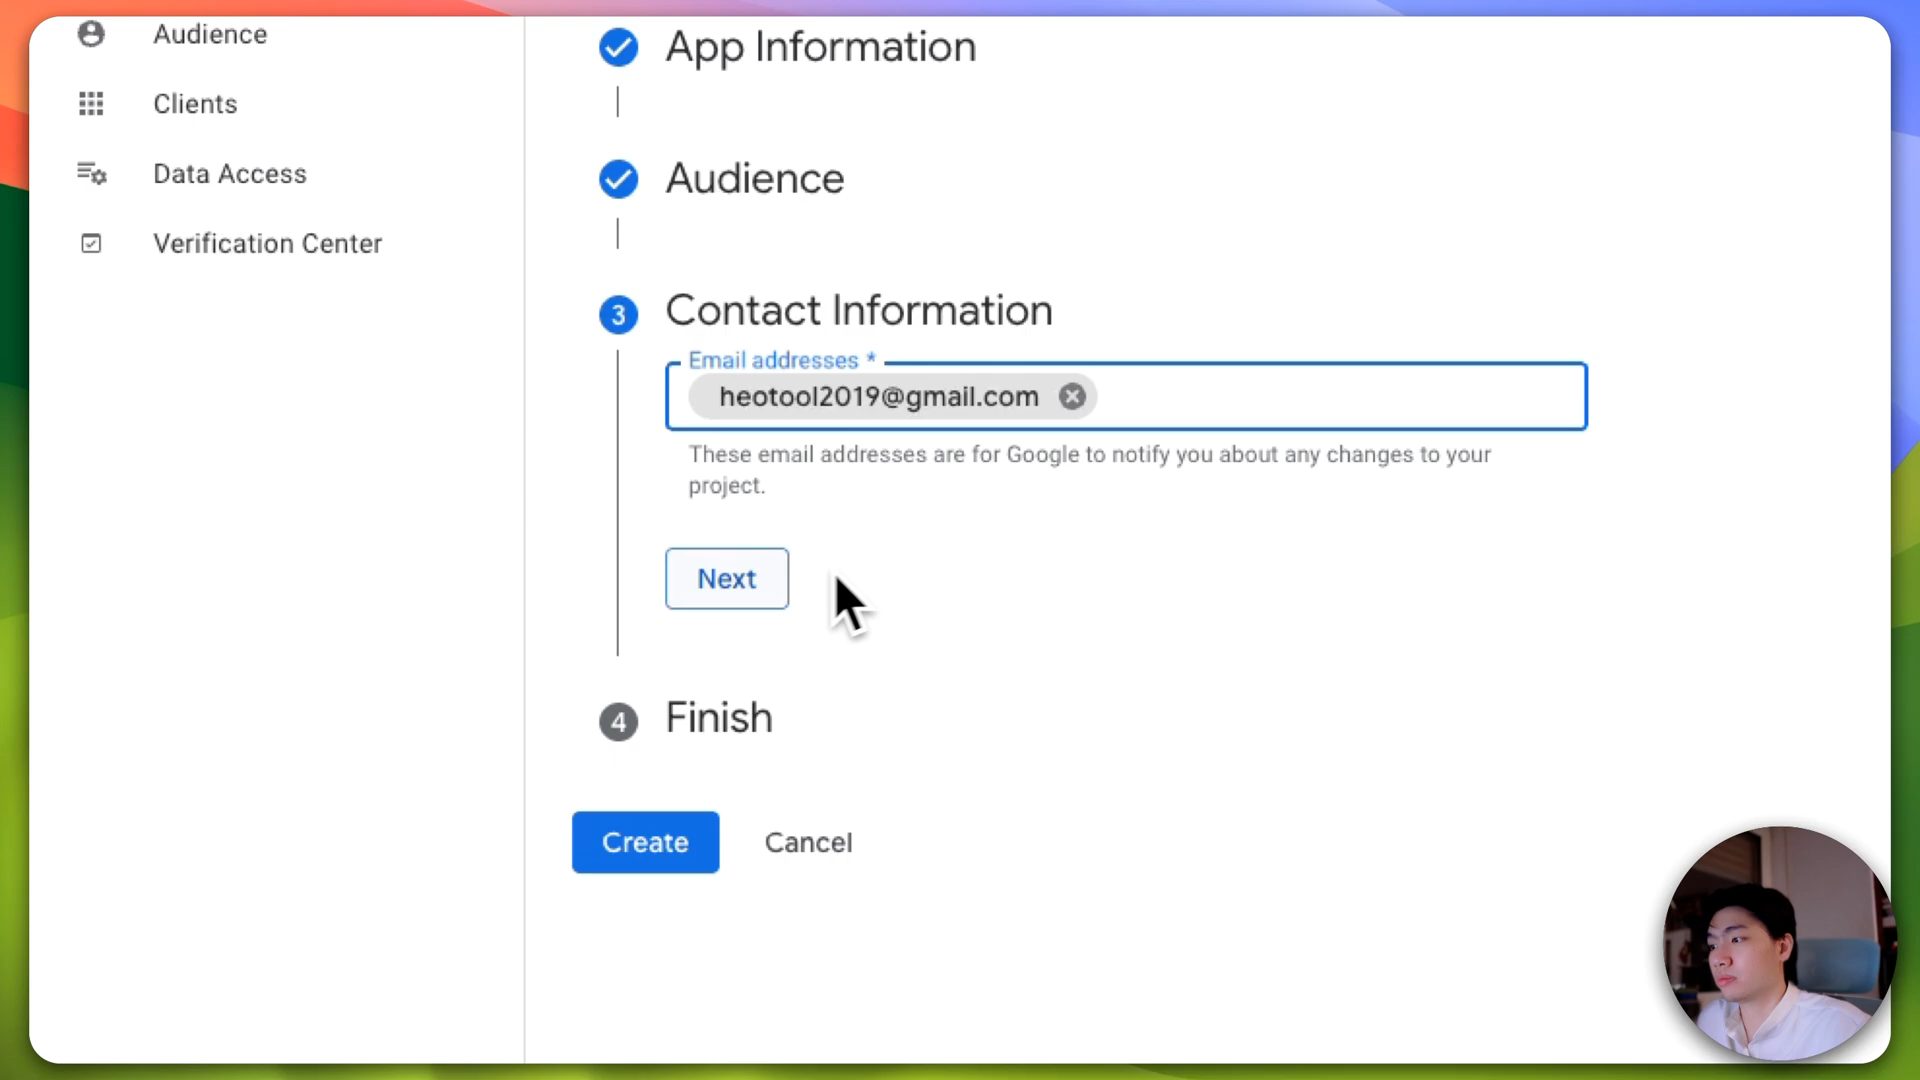 Audience
Clients
Data Access
Verification Center
App Information
Audience
3
Contact Information
Email addresses *
heotool2019@gmail.com
These email addresses are for Google to notify you about any changes to your
project.
Next
4
Finish
Create
Cancel